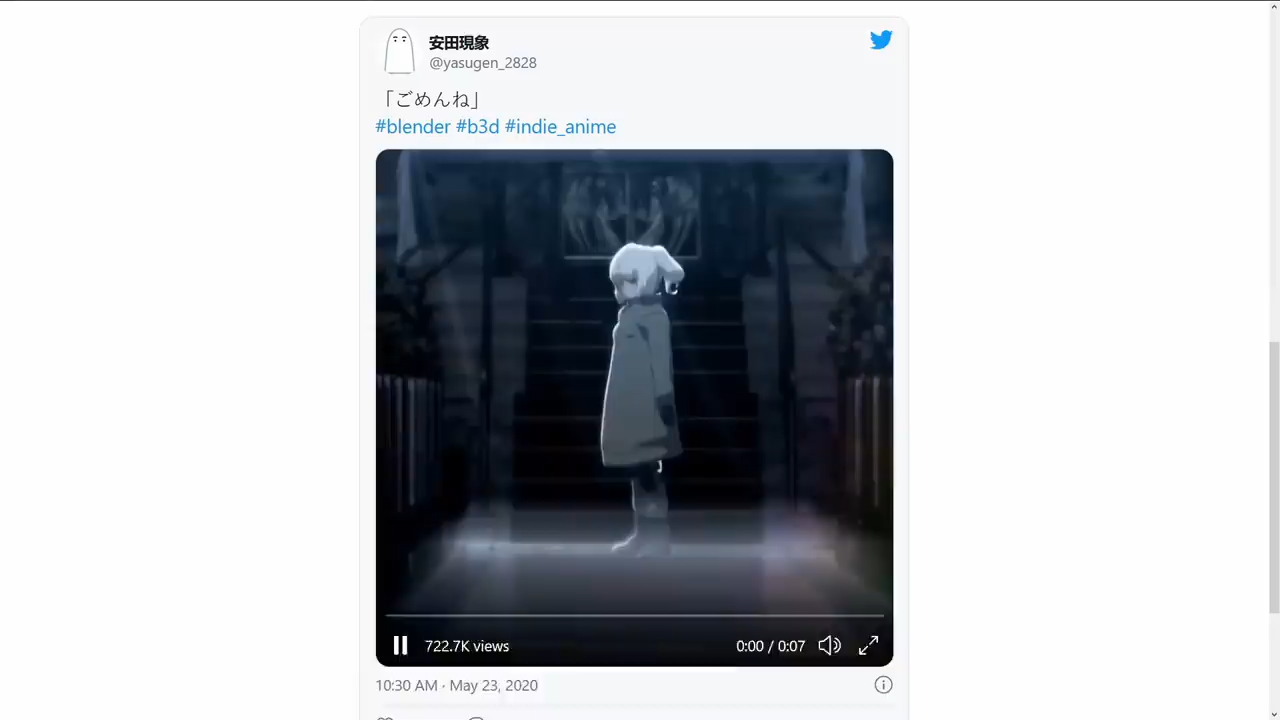 安田現象
@yasugen_2828
「ごめんね」
#blender #b3d #indie_anime
722.7K views
0:00 / 0:07
10:30 AM · May 23, 2020